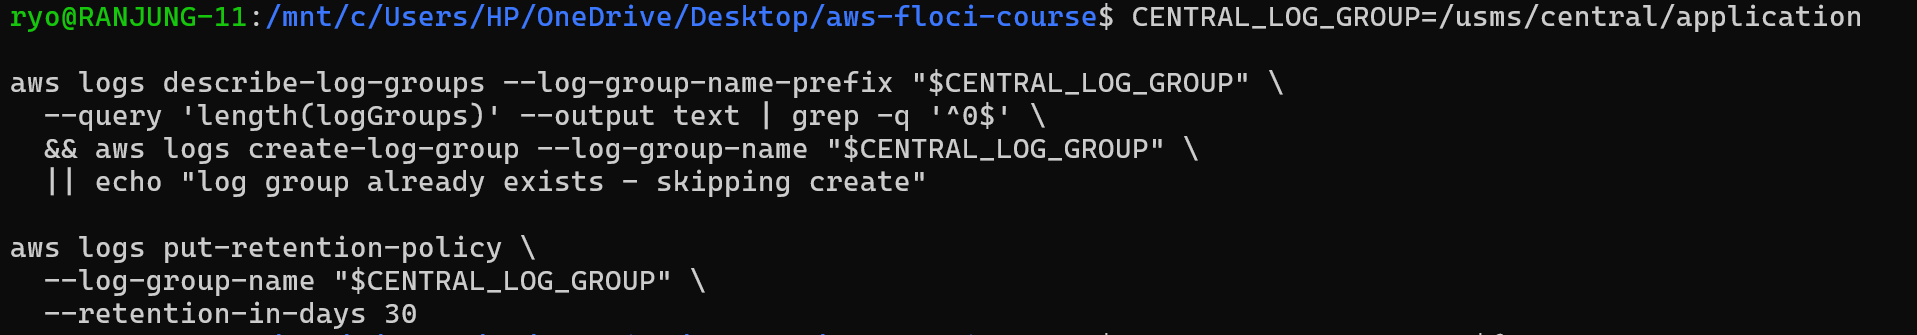 ryo@RANJUNG-11:/mnt/c/Users/HP/OneDrive/Desktop/aws-floci-course$ CENTRAL_LOG_GROUP=/usms/central/application
aws logs describe-log-groups --log-group-name-prefix "$CENTRAL_LOG_GROUP" \
  --query 'length(logGroups)' --output text | grep -q '^0$' \
  && aws logs create-log-group --log-group-name "$CENTRAL_LOG_GROUP" \
  || echo "log group already exists - skipping create"
aws logs put-retention-policy \
  --log-group-name "$CENTRAL_LOG_GROUP" \
  --retention-in-days 30